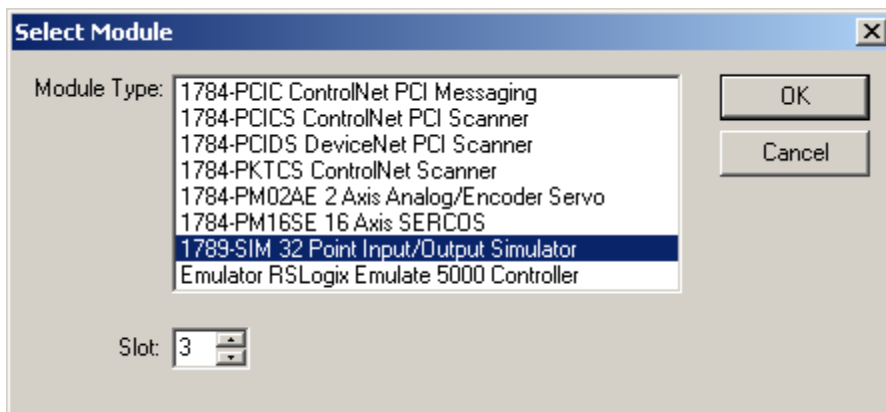 Select Module
Module Type:
1784-PCIC ControlNet PCI Messaging
1784-PCICS ControlNet PCI Scanner
1784-PCIDS DeviceNet PCI Scanner
1784-PKTCS ControlNet Scanner
1784-PM02AE 2 Axis Analog/Encoder Servo
1784-PM16SE 16 Axis SERCOS
1789-SIM 32 Point Input/Output Simulator
Emulator RSLogix Emulate 5000 Controller
OK
Cancel
Slot: 3